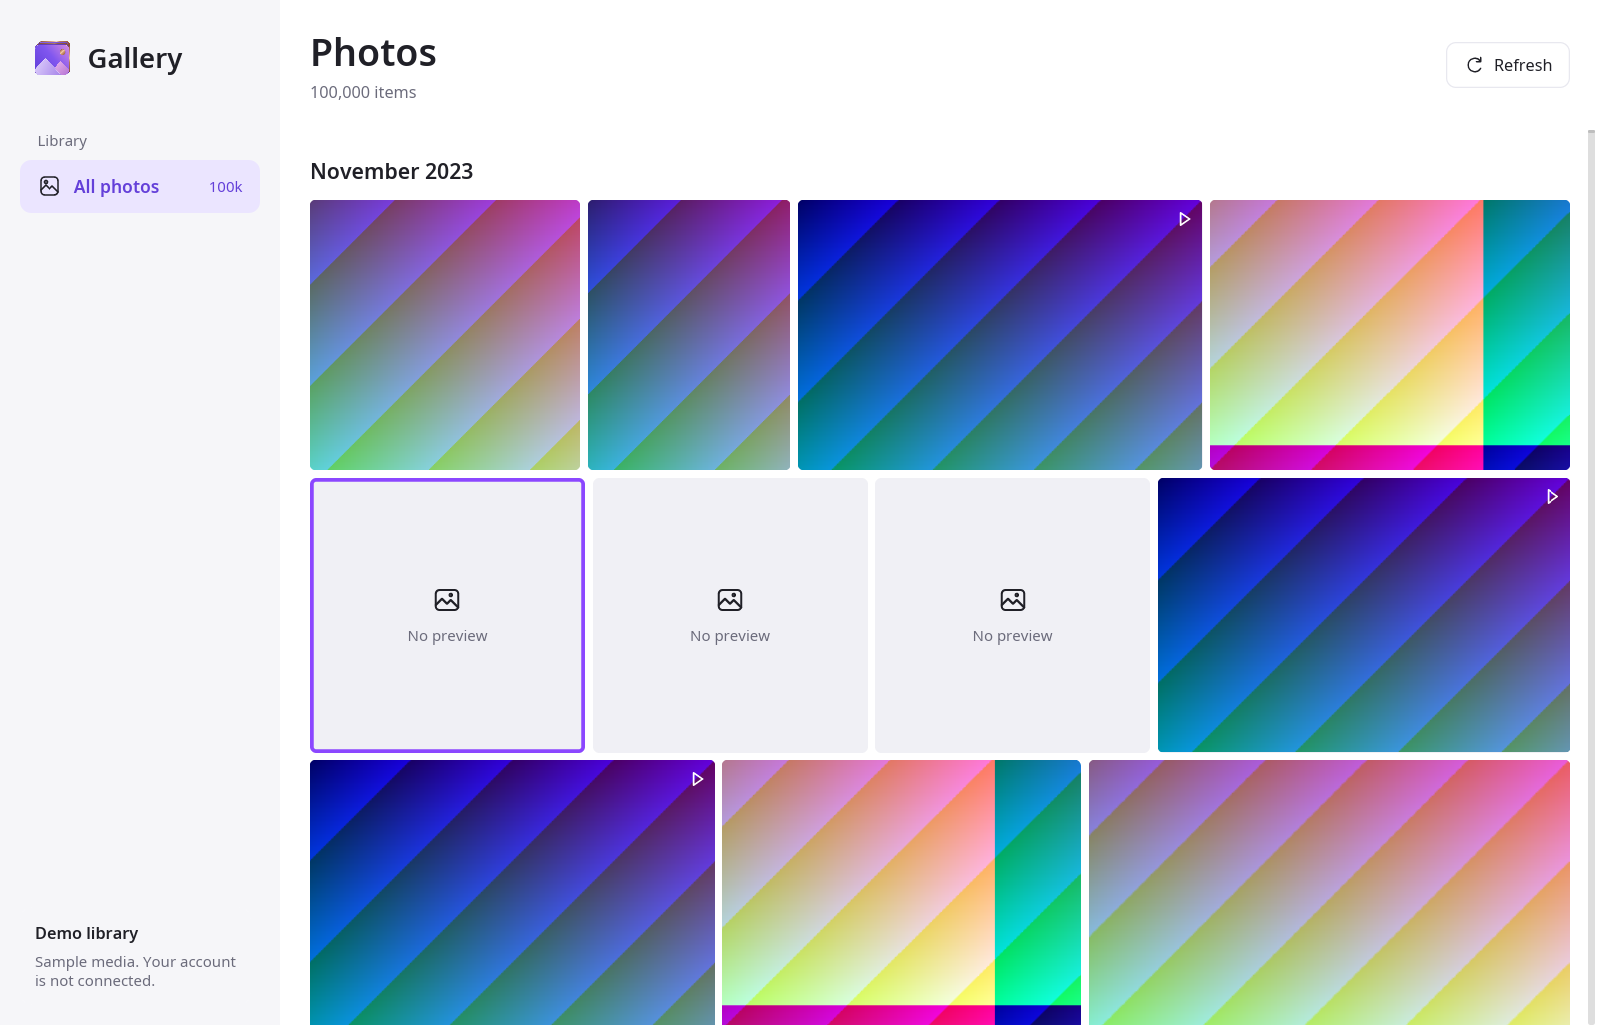 Gallery
Library
All photos 100k
Demo library
Sample media. Your account
is not connected.
Photos
100,000 items
Refresh
November 2023
No preview
No preview
No preview